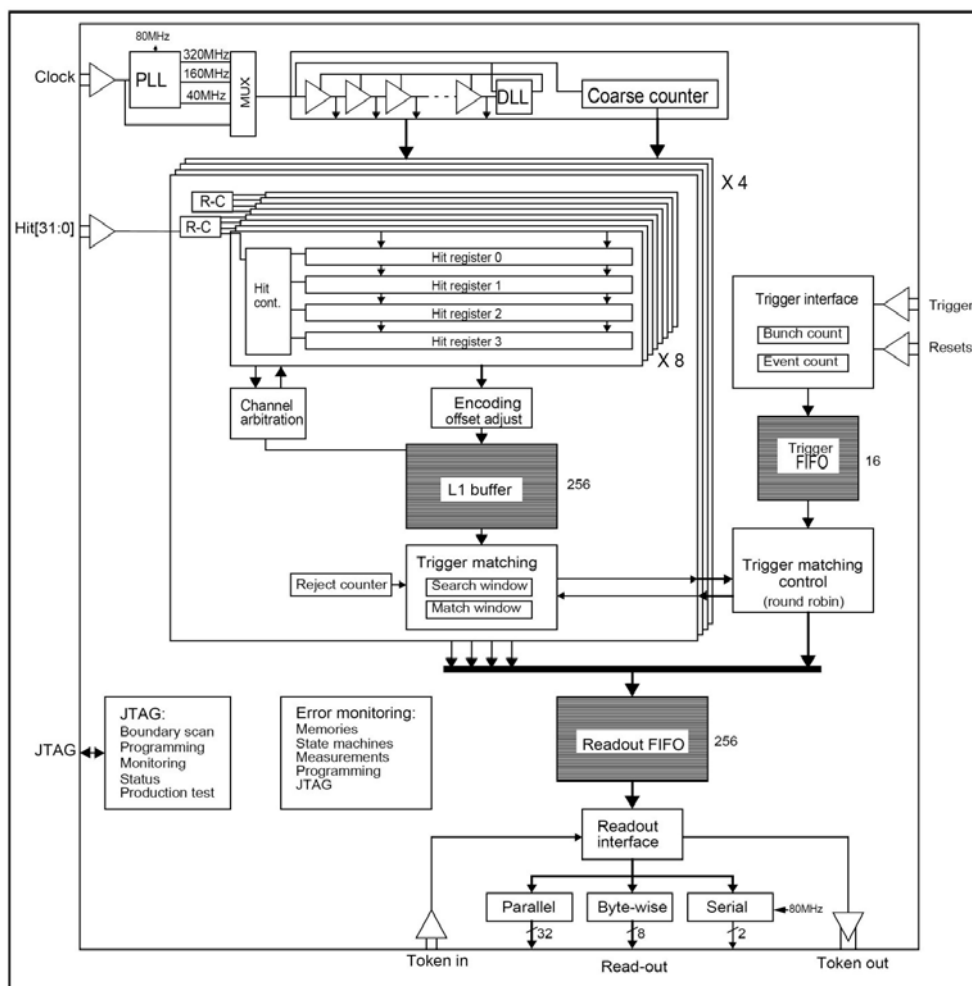 80MHz
320MHz
160MHz
40MHz
Clock
PLL
MUX
DLL
Coarse counter
X 4
R-C
Hit[31:0]
R-C
Hit register 0
Hit register 1
Hit register 2
Hit register 3
Hit
cont.
X 8
Trigger interface
Bunch count
Event count
Trigger
Resets
Channel
arbitration
Encoding
offset adjust
Trigger
FIFO
16
L1 buffer
256
Trigger matching
Search window
Match window
Reject counter
Trigger matching
control
(round robin)
JTAG
JTAG:
Boundary scan
Programming
Monitoring
Status
Production test
Error monitoring:
Memories
State machines
Measurements
Programming
JTAG
Readout FIFO
256
Readout
interface
Parallel
Byte-wise
Serial
80MHz
32
8
2
Token in
Read-out
Token out